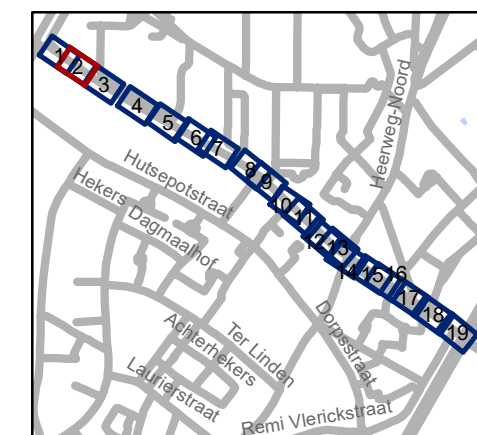 1
2
3
4
5
6
7
8
9
10
11
12
13
14
15
16
17
18
19
Heerweg-Noord
Hutsepotstraat
Hekers
Dagmaalhof
Dorpsstraat
Ter Linden
Achterhekers
Laurierstraat
Remi Vlerickstraat